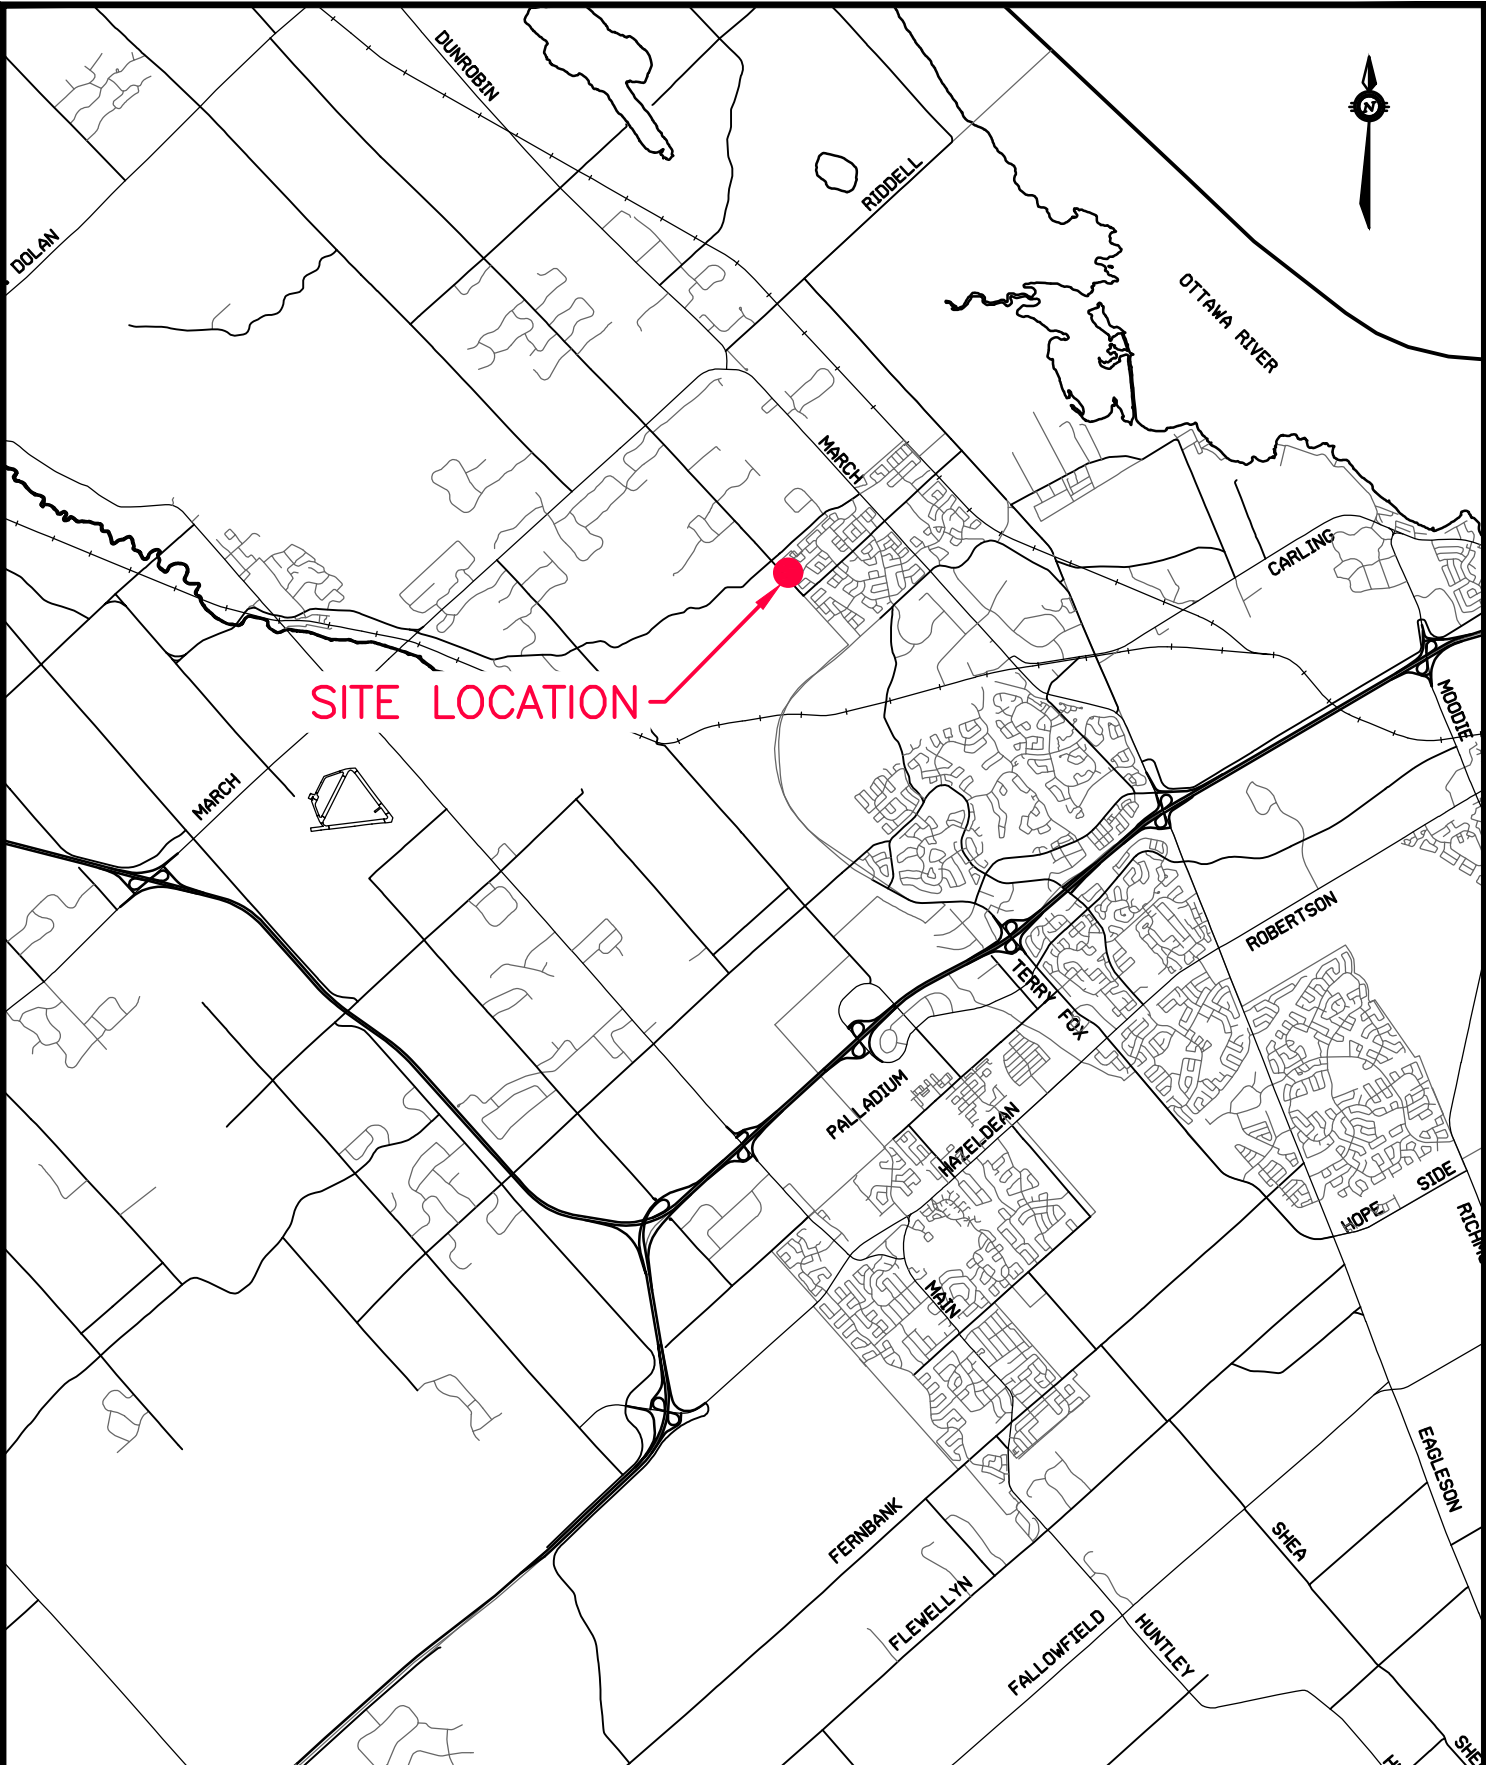 DUNROBIN
N
RIDDELL
DOLAN
OTTAWA RIVER
MARCH
CARLING
SITE LOCATION
MOODIE
MARCH
ROBERTSON
TERRY FOX
PALLADIUM
HAZELDEAN
HOPE SIDE
MAIN
EAGLESON
FERNBANK
SHEA
FLEWELLYN
FALLOWFIELD
HUNTLEY